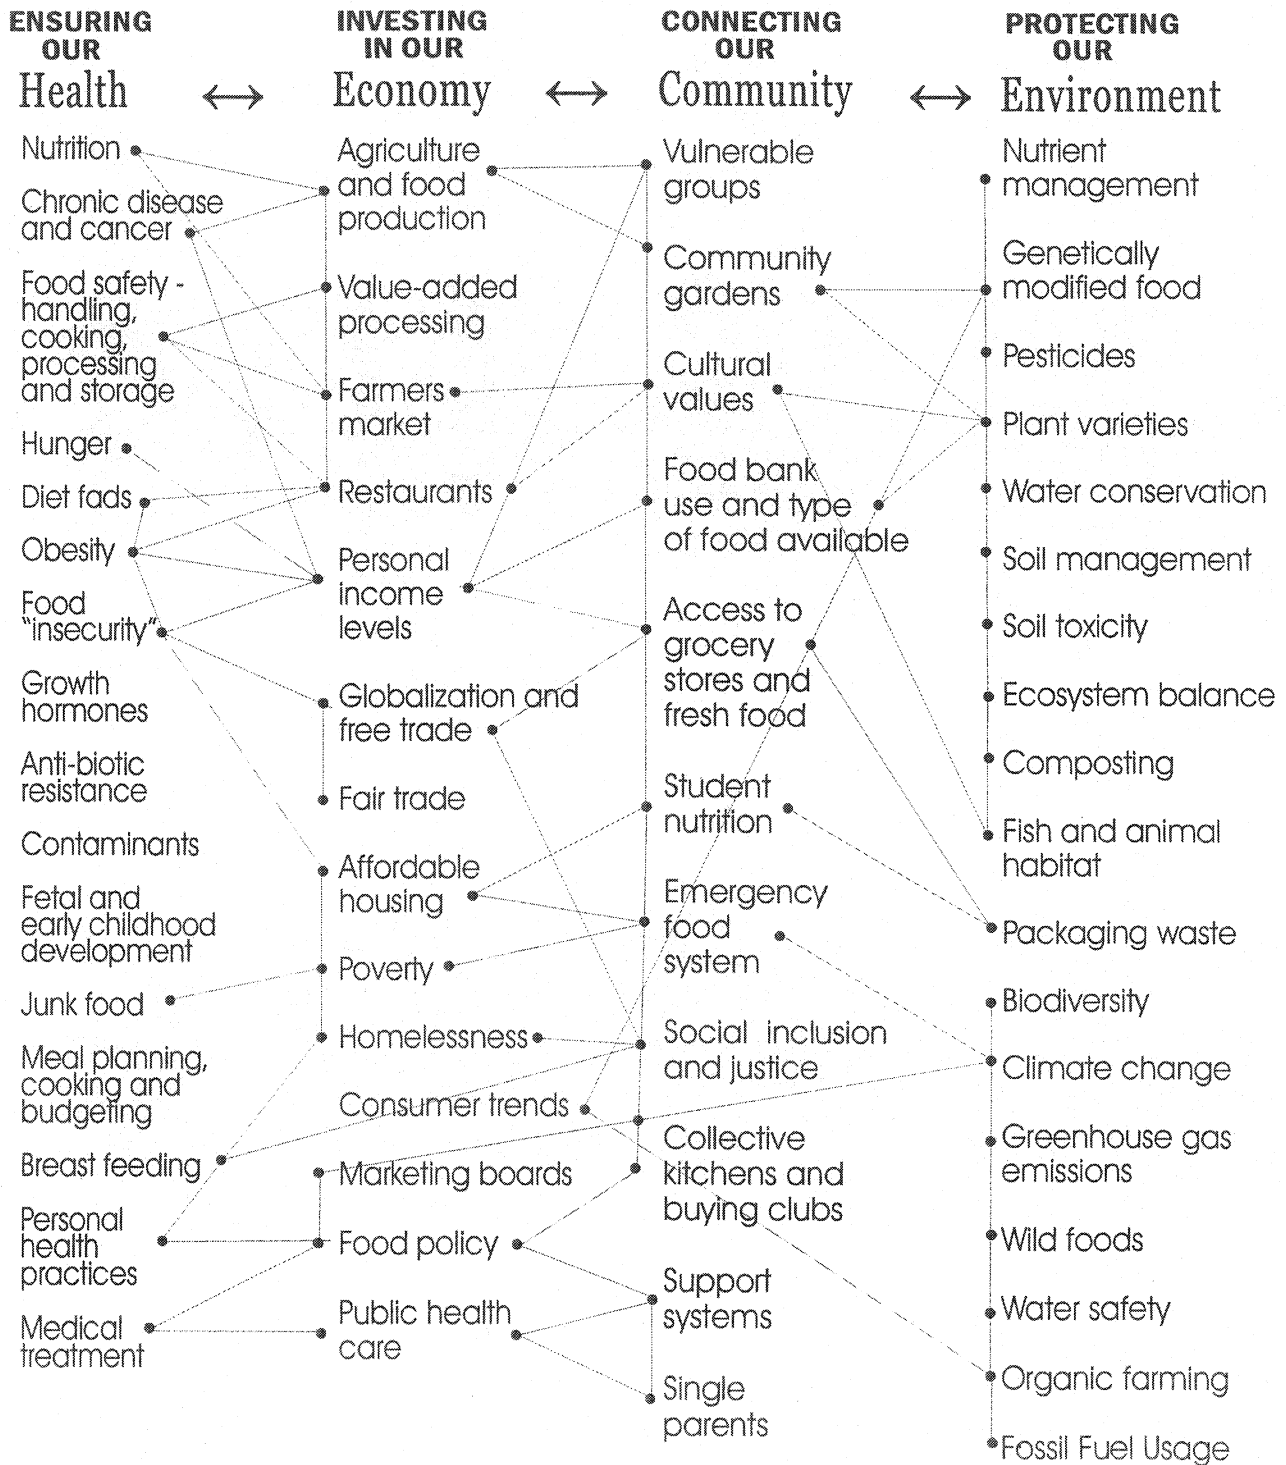 ENSURING
OUR
Health
Nutrition
Chronic disease
and cancer
Food safety -
handling,
cooking,
processing
and storage
Hunger
Diet fads
Obesity
Food
"insecurity"
Growth
hormones
Anti-biotic
resistance
Contaminants
Fetal and
early childhood
development
Junk food
Meal planning,
cooking and
budgeting
Breast feeding
Personal
health
practices
Medical
treatment
INVESTING
IN OUR
Economy
Agriculture
and food
production
Value-added
processing
Farmers
market
Restaurants
Personal
income
levels
Globalization and
free trade
Fair trade
Affordable
housing
Poverty
Homelessness
Consumer trends
Marketing boards
Food policy
Public health
care
CONNECTING
OUR
Community
Vulnerable
groups
Community
gardens
Cultural
values
Food bank
use and type
of food available
Access to
grocery
stores and
fresh food
Student
nutrition
Emergency
food
system
Social inclusion
and justice
Collective
kitchens and
buying clubs
Support
systems
Single
parents
PROTECTING
OUR
Environment
Nutrient
management
Genetically
modified food
Pesticides
Plant varieties
Water conservation
Soil management
Soil toxicity
Ecosystem balance
Composting
Fish and animal
habitat
Packaging waste
Biodiversity
Climate change
Greenhouse gas
emissions
Wild foods
Water safety
Organic farming
Fossil Fuel Usage